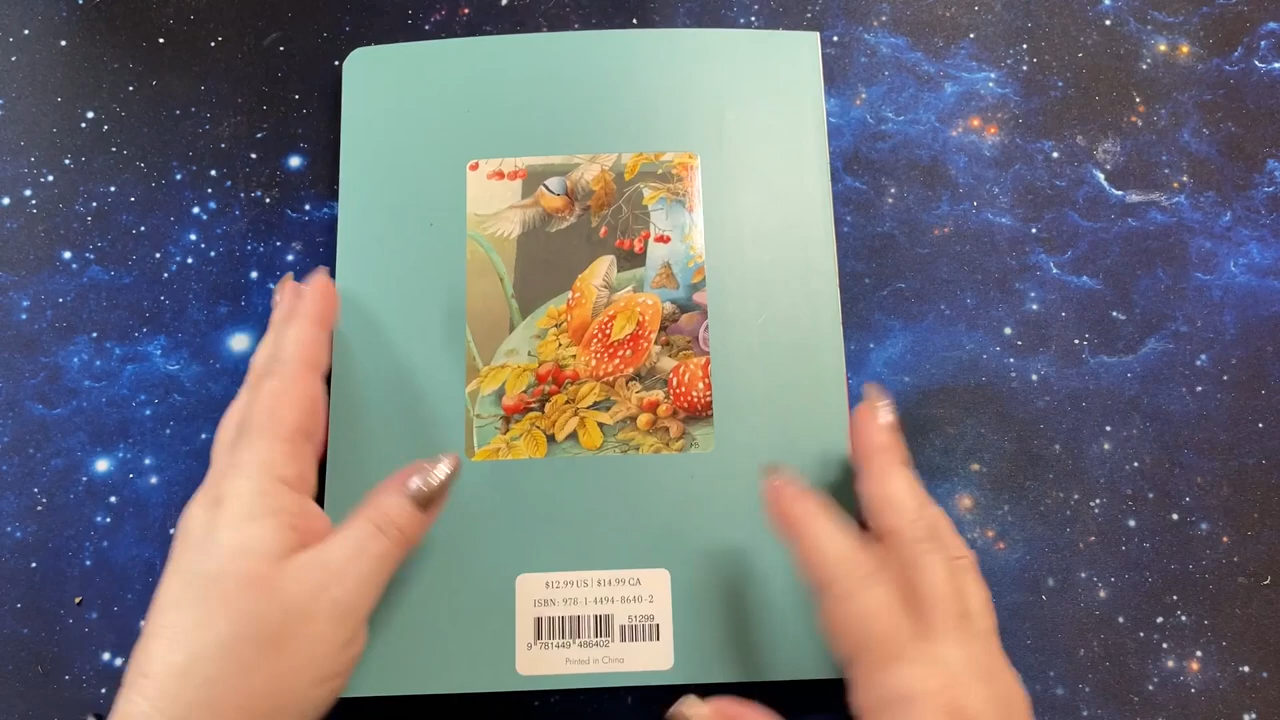 MB
$12.99 US | $14.99 CA
ISBN: 978-1-4494-8640-2
51299
9 781449 486402
Printed in China